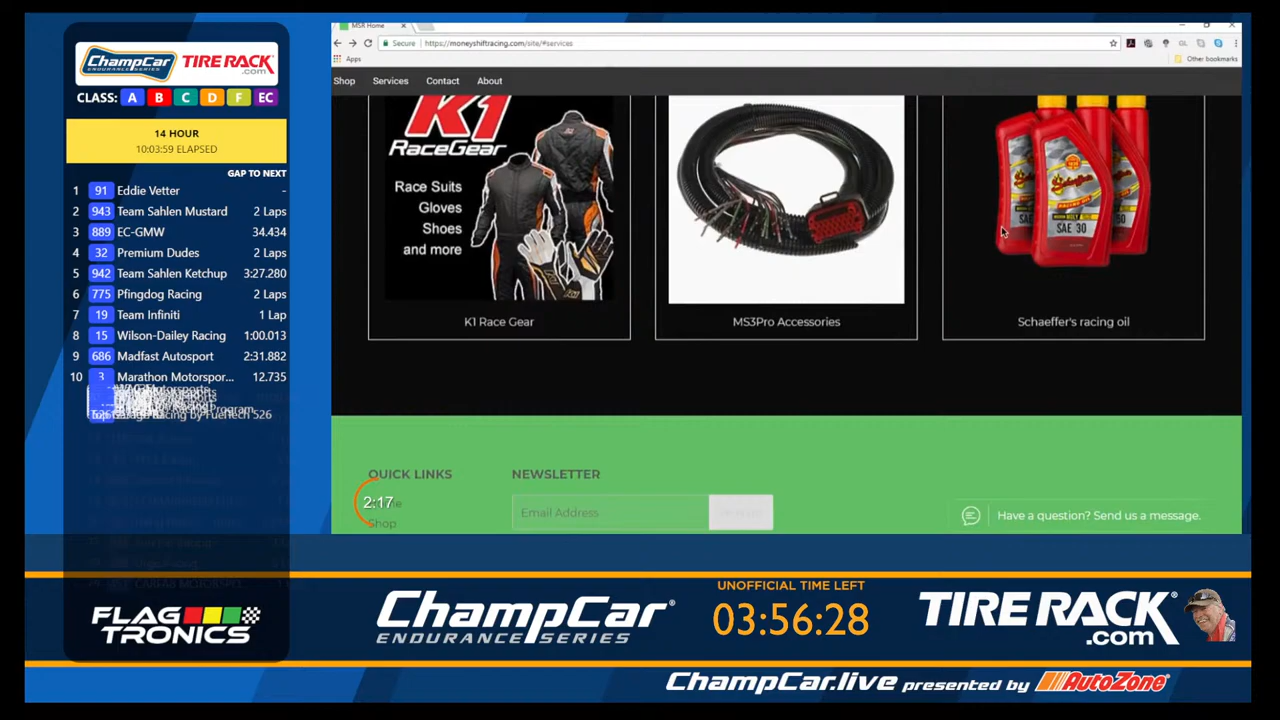 ChampCar ENDURANCE SERIES TIRE RACK .com
CLASS: A B C D F EC
14 HOUR
10:03:59 ELAPSED
GAP TO NEXT
1 91 Eddie Vetter -
2 943 Team Sahlen Mustard 2 Laps
3 889 EC-GMW 34.434
4 32 Premium Dudes 2 Laps
5 942 Team Sahlen Ketchup 3:27.280
6 775 Pfingdog Racing 2 Laps
7 19 Team Infiniti 1 Lap
8 15 Wilson-Dailey Racing 1:00.013
9 686 Madfast Autosport 2:31.882
10 3 Marathon Motorspor... 12.735
FLAG TRONICS
MSR Home
Secure https://moneyshiftracing.com/site/#services
Apps
Other bookmarks
Shop Services Contact About
K1
RACEGEAR
Race Suits
Gloves
Shoes
and more
SAE 30
K1 Race Gear
MS3Pro Accessories
Schaeffer's racing oil
QUICK LINKS
2:17
Shop
NEWSLETTER
Email Address
Have a question? Send us a message.
ChampCar®
ENDURANCE SERIES
UNOFFICIAL TIME LEFT
03:56:28
TIRE RACK®
.com
ChampCar.live presented by AutoZone